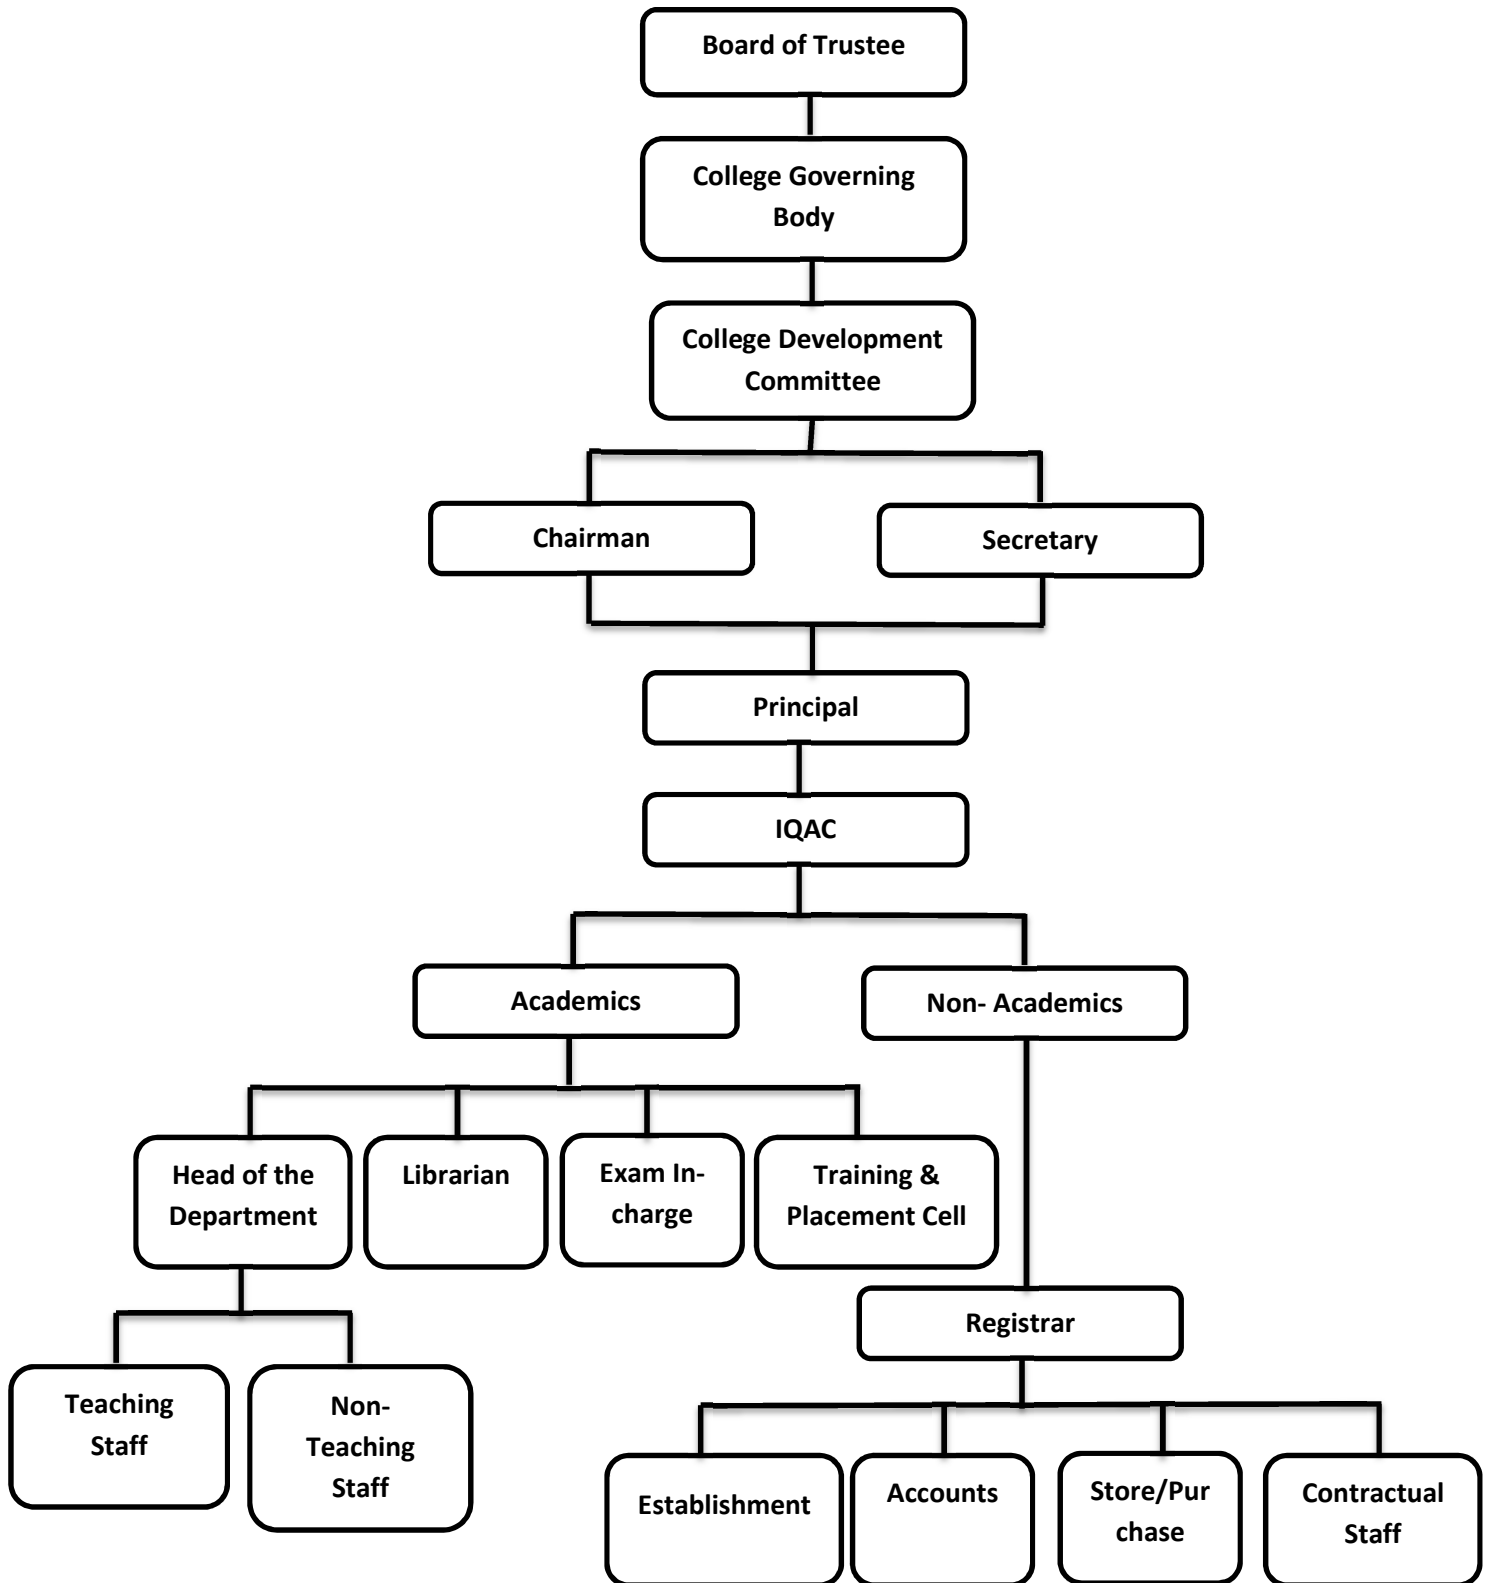 Board of Trustee
College Governing
Body
College Development
Committee
Chairman
Secretary
Principal
IQAC
Academics
Non- Academics
Head of the
Department
Librarian
Exam In-
charge
Training &
Placement Cell
Registrar
Teaching
Staff
Non-
Teaching
Staff
Establishment
Accounts
Store/Pur
chase
Contractual
Staff